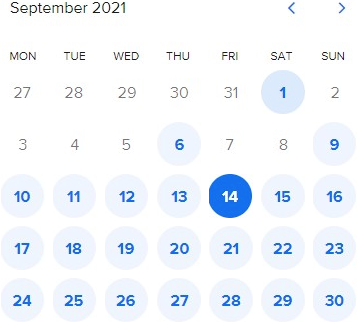 September 2021
MON TUE WED THU FRI SAT SUN
27 28 29 30 31 1 2
3 4 5 6 7 8 9
10 11 12 13 14 15 16
17 18 19 20 21 22 23
24 25 26 27 28 29 30